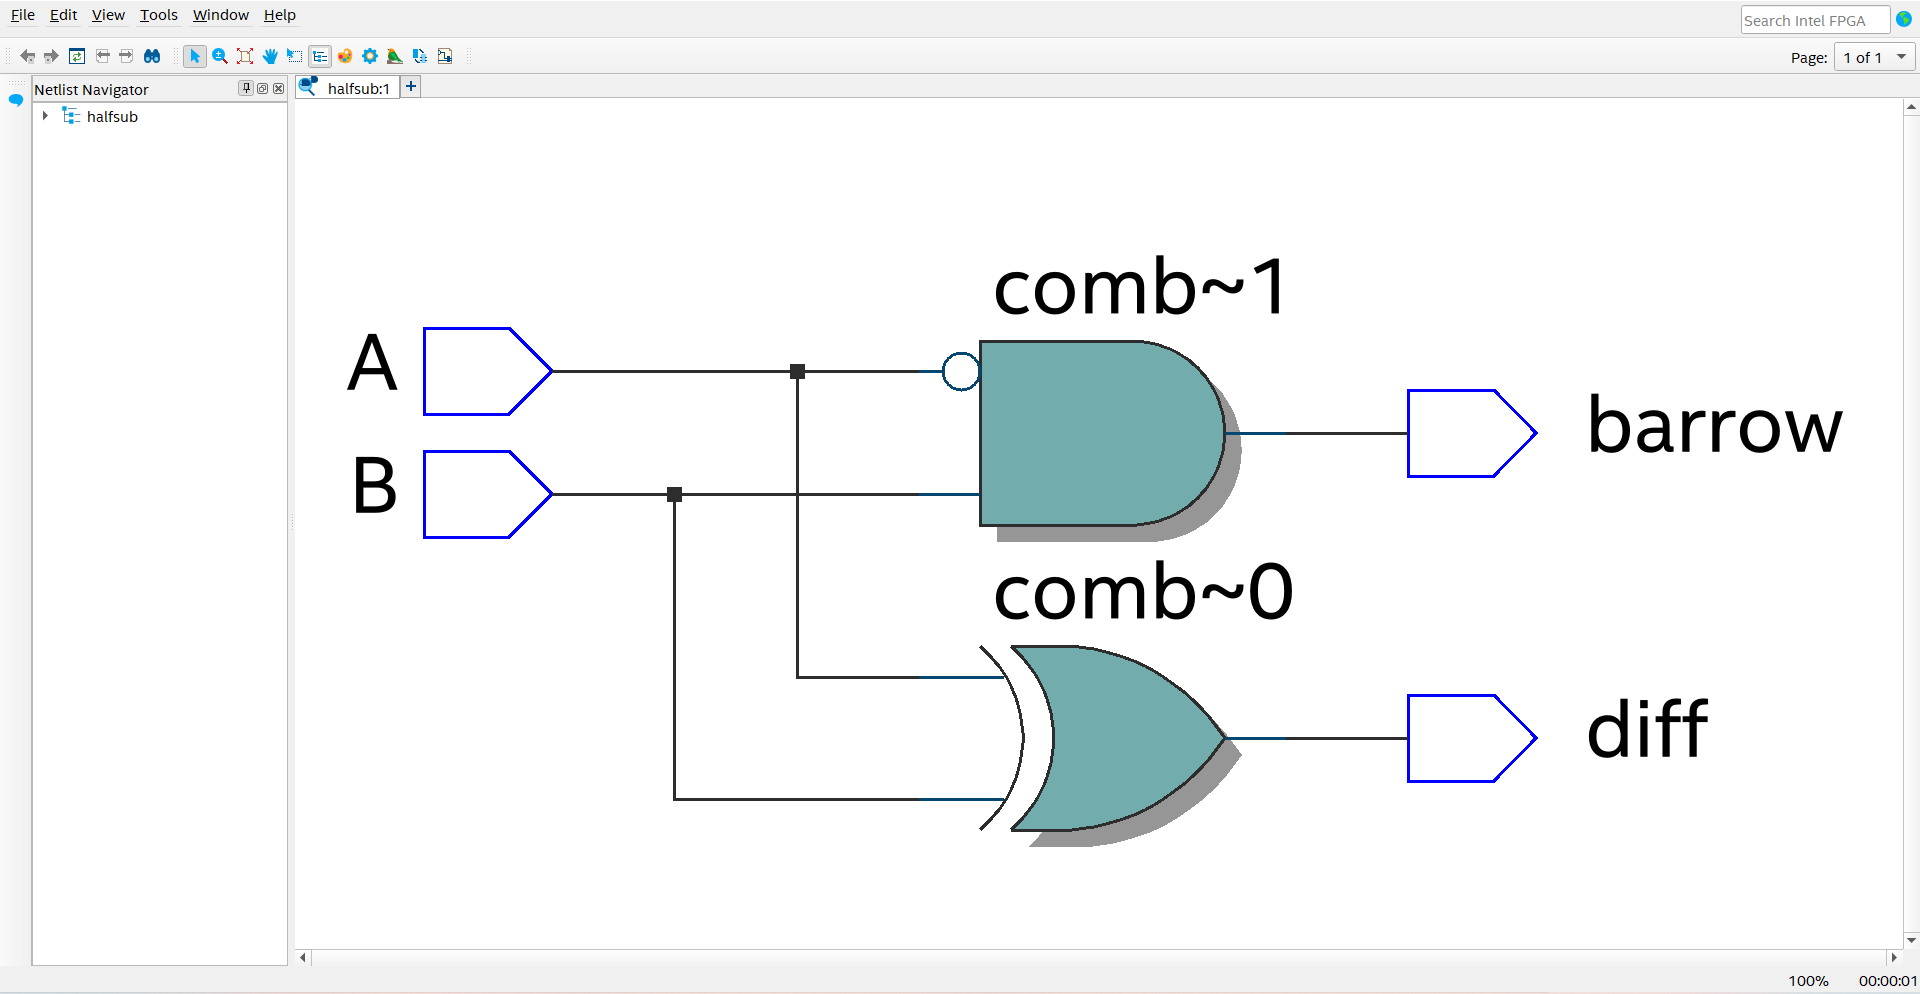 File Edit View Tools Window Help
Search Intel FPGA
Page: 1 of 1
Netlist Navigator
halfsub:1 +
halfsub
comb~1
A
barrow
B
comb~0
diff
100% 00:00:01